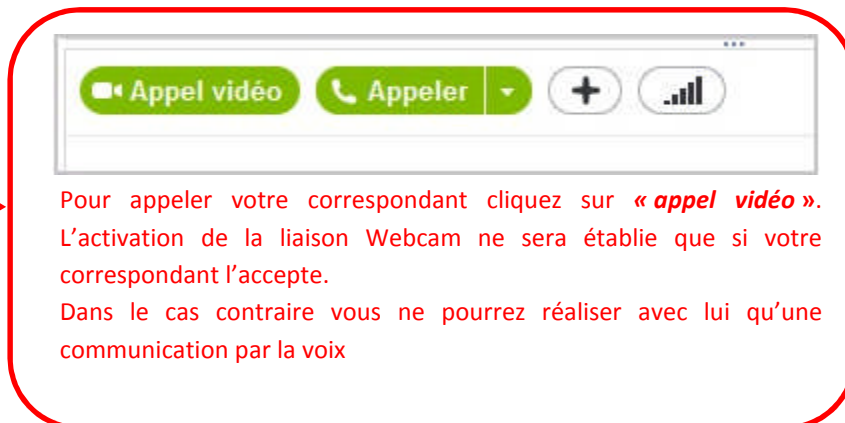 Appel vidéo Appeler
Pour appeler votre correspondant cliquez sur « appel vidéo ».
L’activation de la liaison Webcam ne sera établie que si votre
correspondant l’accepte.
Dans le cas contraire vous ne pourrez réaliser avec lui qu’une
communication par la voix